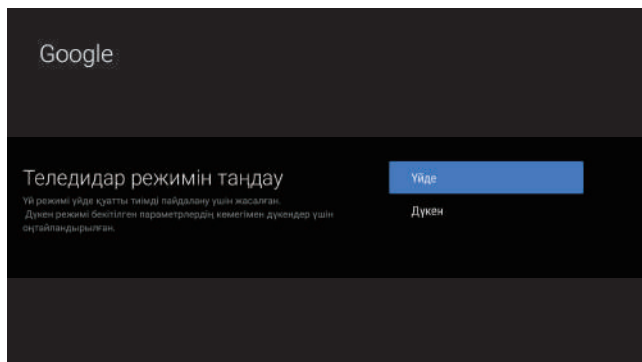 Google
Теледидар режимін таңдау
Үй режимі үйде қуатты тиімді пайдалану үшін жасалған.
Дүкен режимі бекітілген параметрлердің көмегімен дүкендер үшін
оңтайландырылған.
Үйде
Дүкен